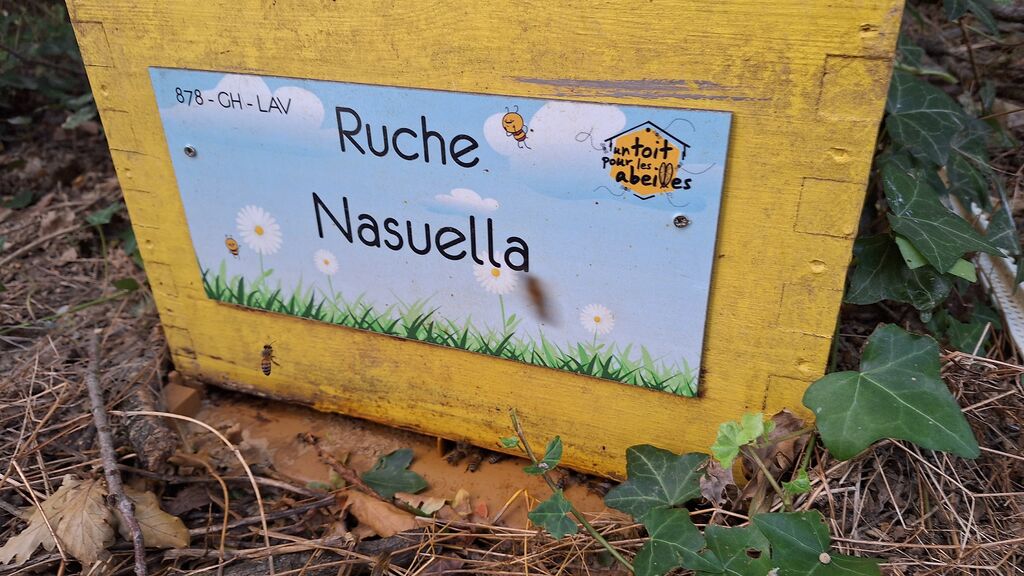 878 - GH - LAV
Ruche
Nasuella
un toit
pour les
abeilles